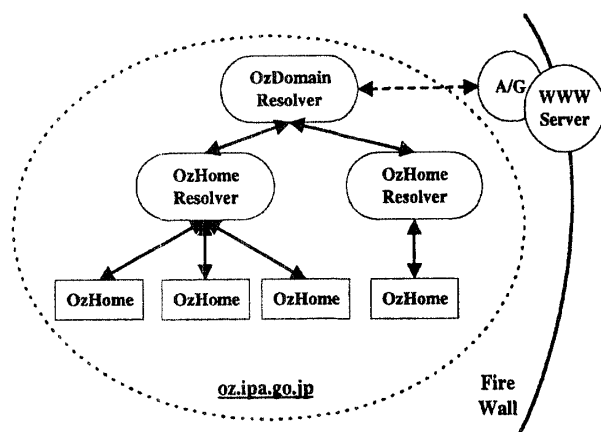 OzDomain
Resolver
A/G
WWW
Server
OzHome
Resolver
OzHome
Resolver
OzHome
OzHome
OzHome
OzHome
oz.ipa.go.jp
Fire
Wall